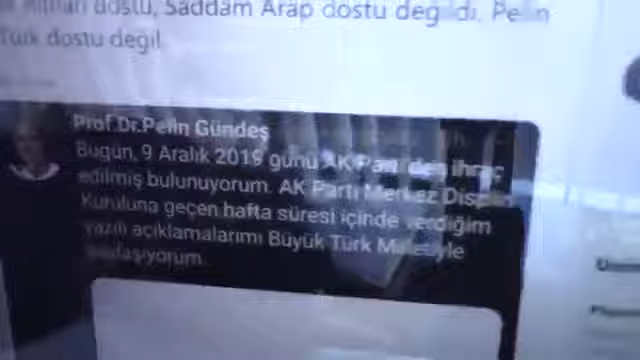 Alman dostu, Saddam Arap dostu değildi, Pelin
Türk dostu değil.
Prof.Dr.Pelin Gündeş
Bugün, 9 Aralık 2019 günü AK Parti'den ihraç
edilmiş bulunuyorum. AK Parti Merkez Disiplin
Kuruluna geçen hafta süresi içinde verdiğim
yazılı açıklamalarımı Büyük Türk Milletiyle
paylaşıyorum.